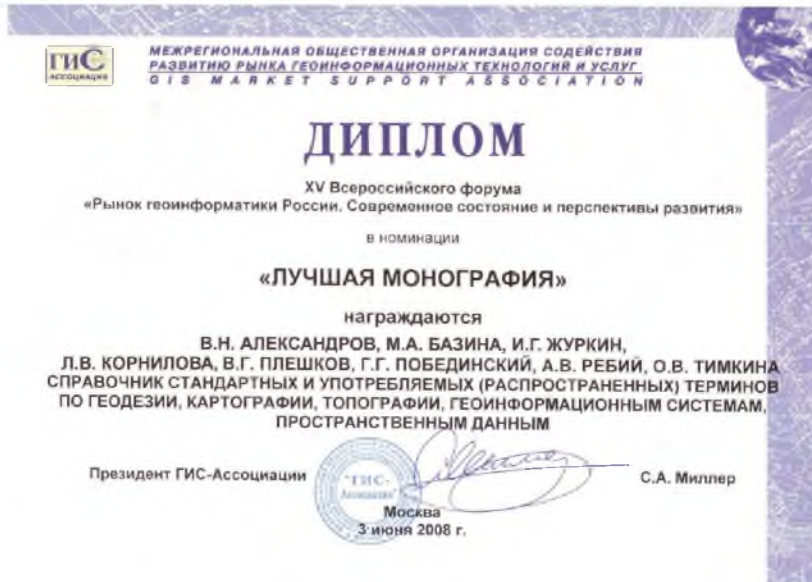 ГИС
АССОЦИАЦИЯ
МЕЖРЕГИОНАЛЬНАЯ ОБЩЕСТВЕННАЯ ОРГАНИЗАЦИЯ СОДЕЙСТВИЯ
РАЗВИТИЮ РЫНКА ГЕОИНФОРМАЦИОННЫХ ТЕХНОЛОГИЙ И УСЛУГ
GIS MARKET SUPPORT ASSOCIATION
ДИПЛОМ
XV Всероссийского форума
«Рынок геоинформатики России. Современное состояние и перспективы развития»
в номинации
«ЛУЧШАЯ МОНОГРАФИЯ»
награждаются
В.Н. АЛЕКСАНДРОВ, М.А. БАЗИНА, И.Г. ЖУРКИН,
Л.В. КОРНИЛОВА, В.Г. ПЛЕШКОВ, Г.Г. ПОБЕДИНСКИЙ, А.В. РЕБИЙ, О.В. ТИМКИНА
СПРАВОЧНИК СТАНДАРТНЫХ И УПОТРЕБЛЯЕМЫХ (РАСПРОСТРАНЕННЫХ) ТЕРМИНОВ
ПО ГЕОДЕЗИИ, КАРТОГРАФИИ, ТОПОГРАФИИ, ГЕОИНФОРМАЦИОННЫМ СИСТЕМАМ,
ПРОСТРАНСТВЕННЫМ ДАННЫМ
Президент ГИС-Ассоциации
"ГИС-
Ассоциация"
С.А. Миллер
Москва
3 июня 2008 г.